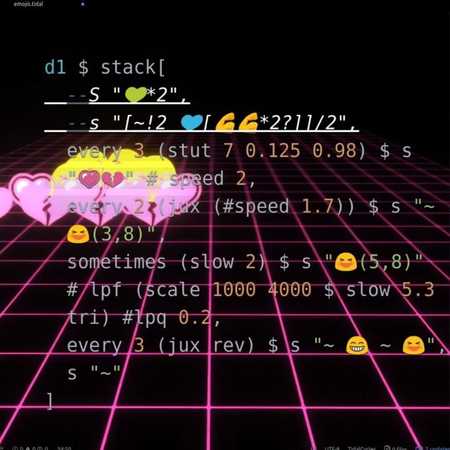 emojis.tidal
d1 $ stack[
--S "💚*2",
--s "[~!2 💙[💪💪*2?]]/2",
every 3 (stut 7 0.125 0.98) $ s
"💖💔" # speed 2,
every 2 (jux (#speed 1.7)) $ s "~
😆(3,8)",
sometimes (slow 2) $ s "😆(5,8)"
# lpf (scale 1000 4000 $ slow 5.3
tri) #lpq 0.2,
every 3 (jux rev) $ s "~ 😁 ~ 😆",
s "~"
]